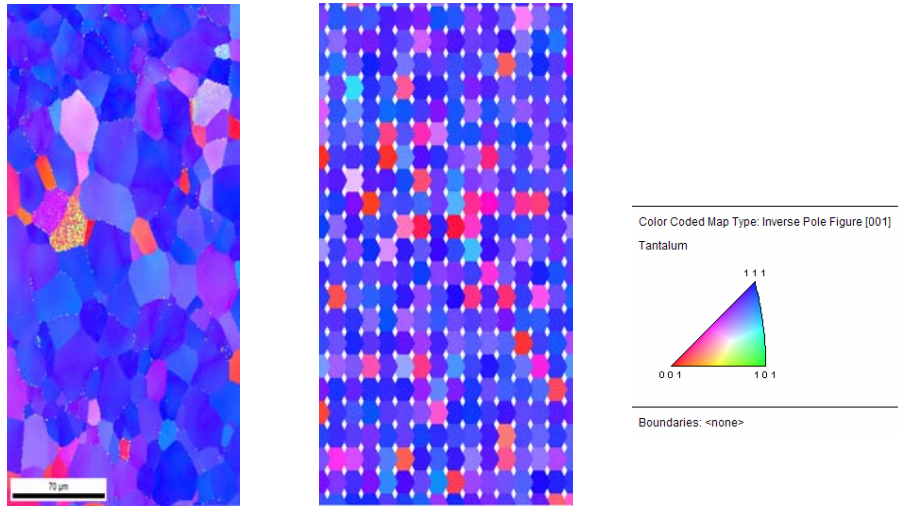 70 µm
Color Coded Map Type: Inverse Pole Figure [001]
Tantalum
1 1 1
0 0 1
1 0 1
Boundaries: <none>